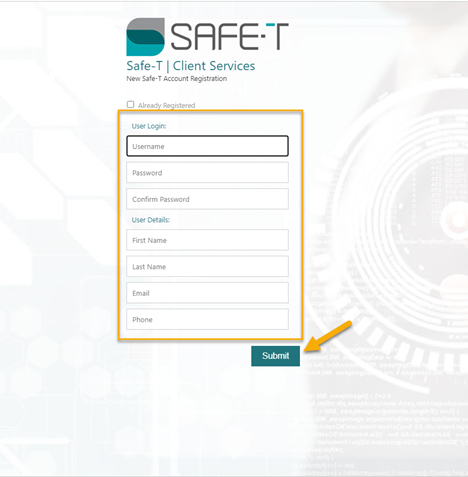 SAFE-T
Safe-T | Client Services
New Safe-T Account Registration
Already Registered
User Login:
Username
Password
Confirm Password
User Details:
First Name
Last Name
Email
Phone
Submit